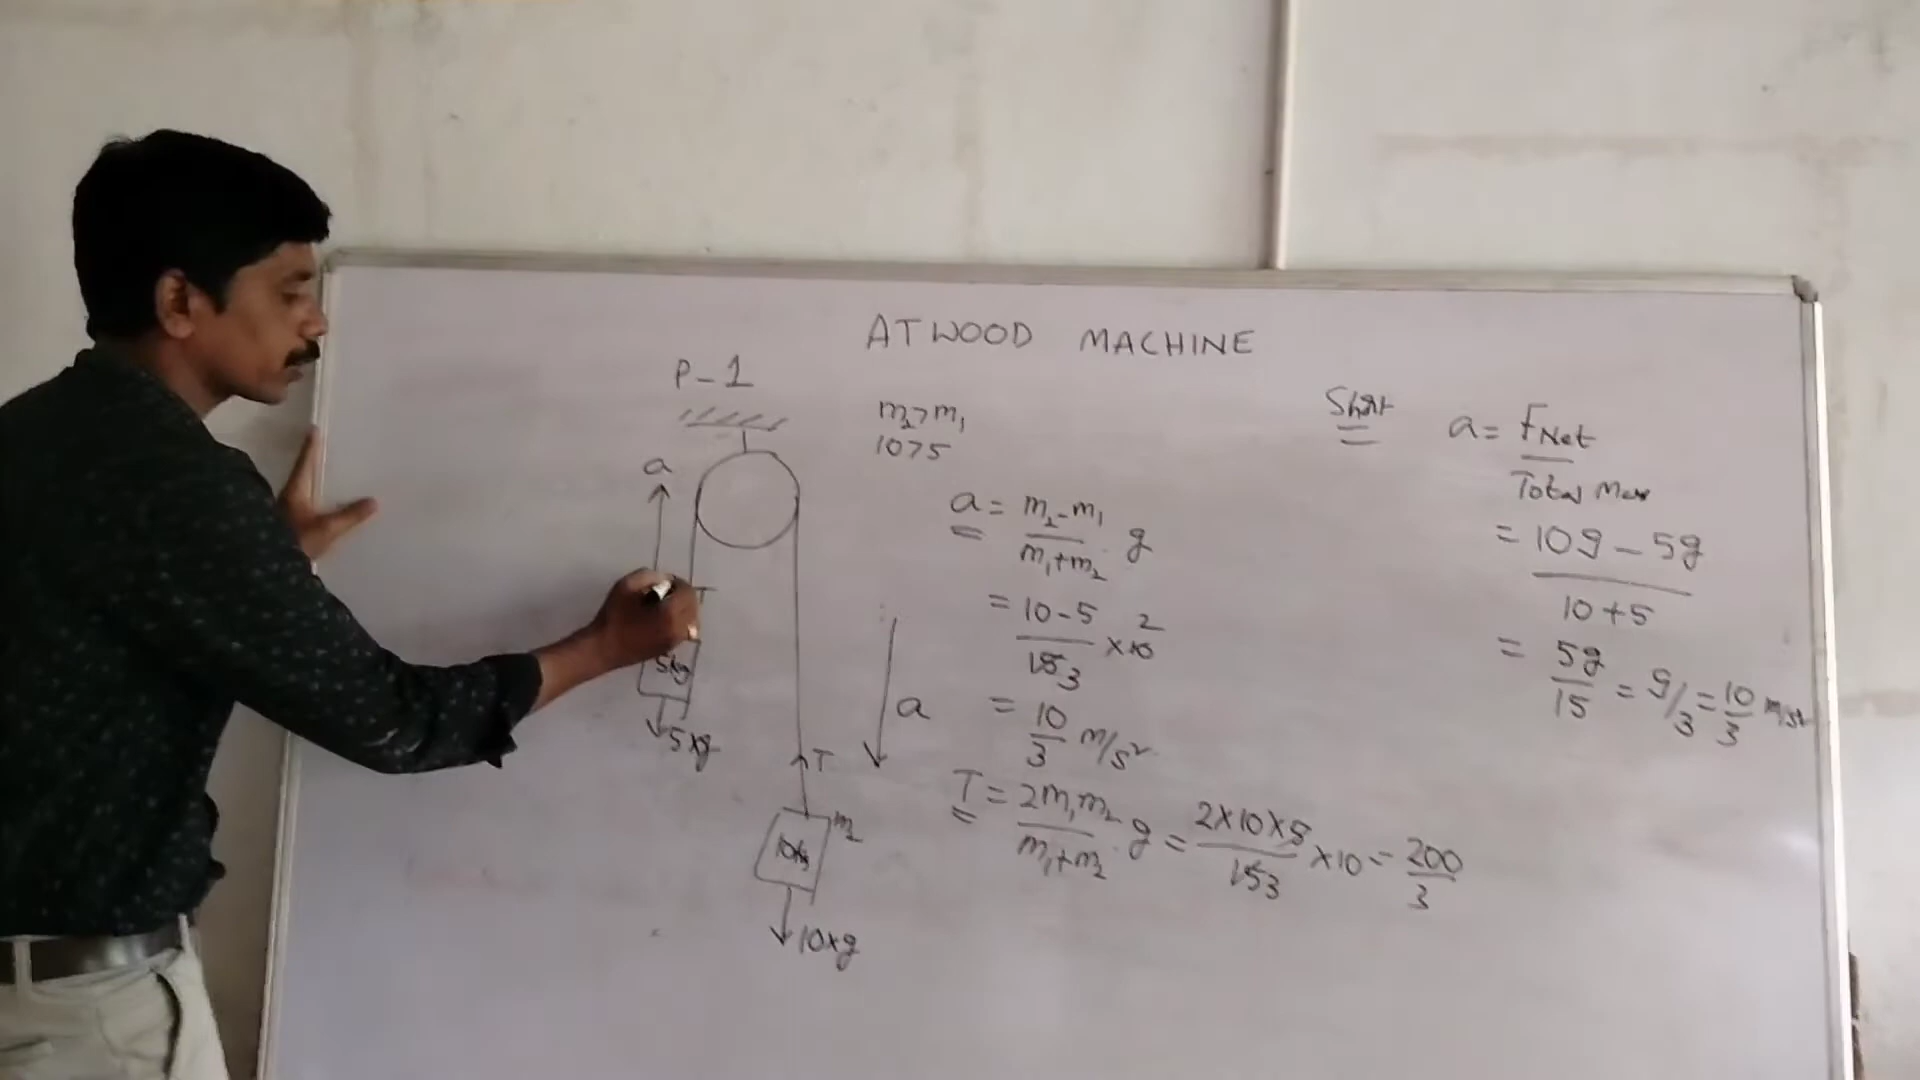 ATWOOD MACHINE
P-1
m₂>m₁
10>5
a
T
5kg
5xg
T
m₂
10kg
10xg
a
a = m₂-m₁/m₁+m₂ . g
= 10-5/15 3 x10 2
= 10/3 m/s²
T = 2m₁m₂/m₁+m₂ . g = 2x10x5/15 3 x10 = 200/3
Short
a = FNet/Total Mass
= 10g - 5g/10+5
= 5g/15 = g/3 = 10/3 m/s²